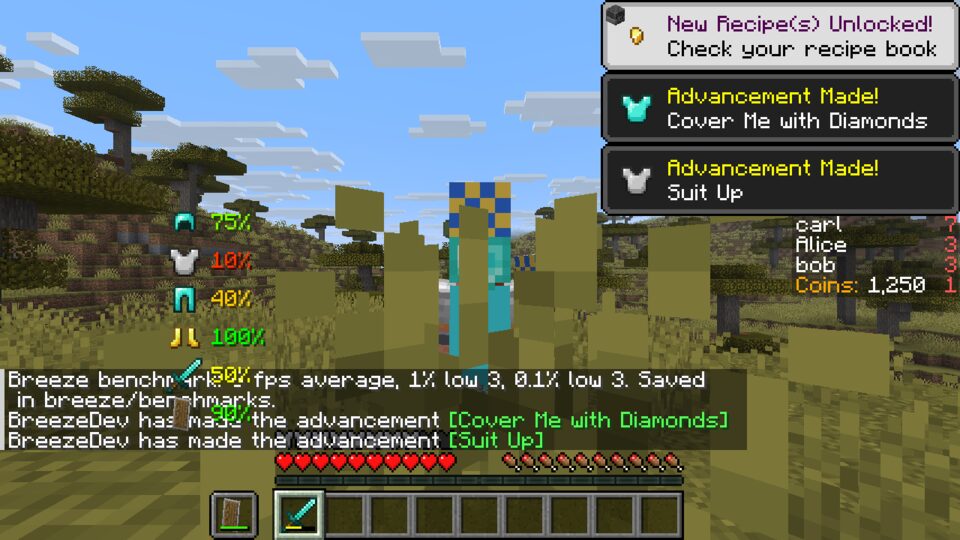 New Recipe(s) Unlocked!
Check your recipe book
Advancement Made!
Cover Me with Diamonds
Advancement Made!
Suit Up
carl 7
Alice 3
bob 3
Coins: 1,250 1
75%
10%
40%
100%
50%
90%
Breeze benchmark: fps average, 1% low 3, 0.1% low 3. Saved
in breeze/benchmarks.
BreezeDev has made the advancement [Cover Me with Diamonds]
BreezeDev has made the advancement [Suit Up]